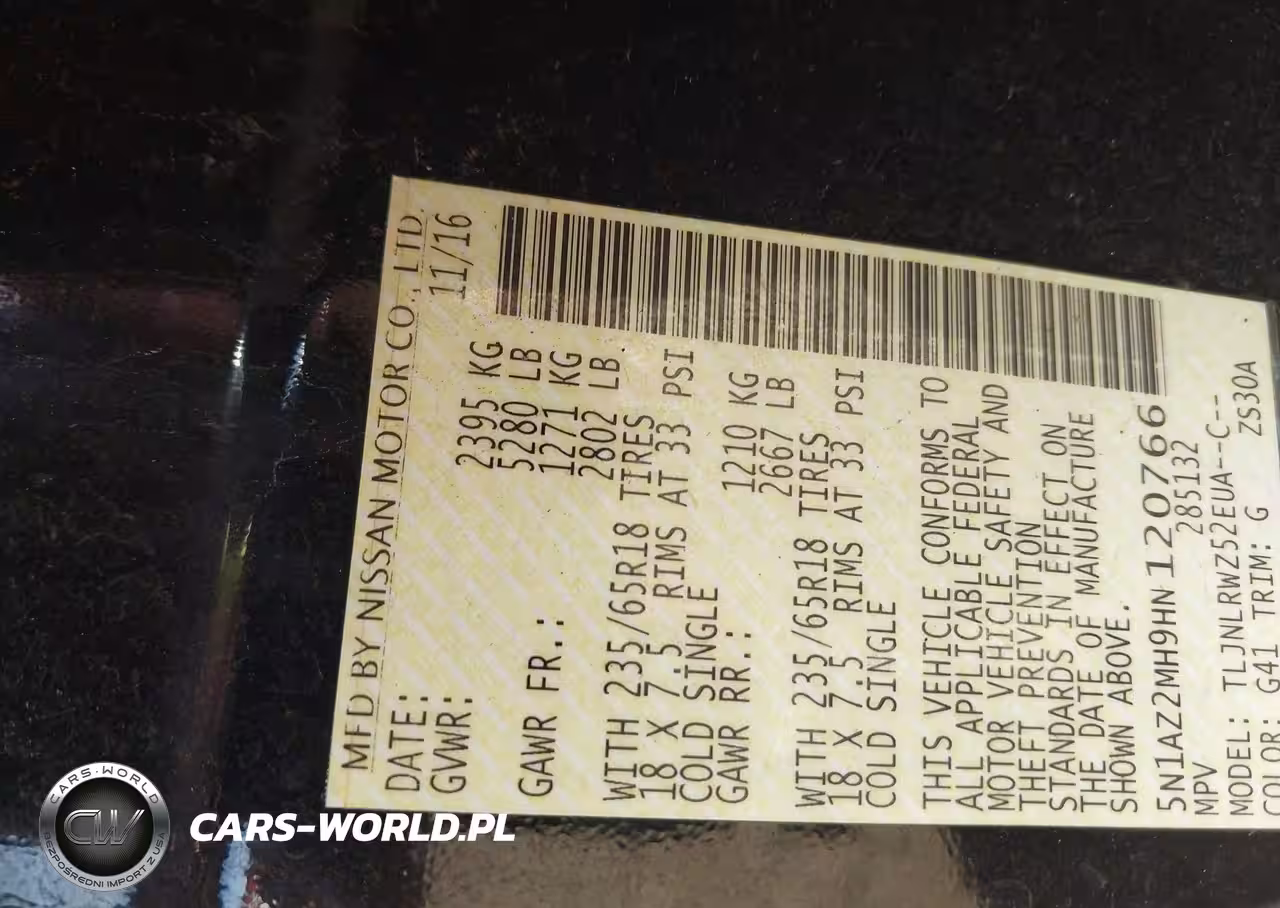 MFD BY NISSAN MOTOR CO., LTD.
DATE: 11/16
GVWR: 2395 KG
5280 LB
GAWR FR.: 1271 KG
2802 LB
WITH 235/65R18 TIRES
18 X 7.5 RIMS AT 33 PSI
COLD SINGLE
GAWR RR.: 1210 KG
2667 LB
WITH 235/65R18 TIRES
18 X 7.5 RIMS AT 33 PSI
COLD SINGLE
THIS VEHICLE CONFORMS TO
ALL APPLICABLE FEDERAL
MOTOR VEHICLE SAFETY AND
THEFT PREVENTION
STANDARDS IN EFFECT ON
THE DATE OF MANUFACTURE
SHOWN ABOVE.
5N1AZ2MH9HN120766
MPV 285132
MODEL: TLJNLRWZ52EUA--C--
COLOR: G41 TRIM: G ZS30A
CARS-WORLD
CW
BEZPOŚREDNI IMPORT Z USA
CARS-WORLD.PL